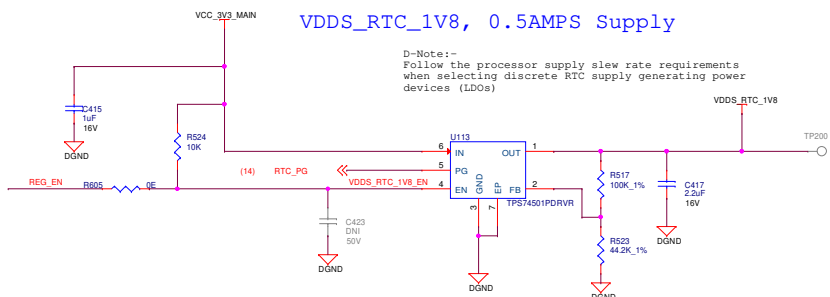 VCC_3V3_MAIN
VDDS_RTC_1V8, 0.5AMPS Supply
D-Note:-
Follow the processor supply slew rate requirements
when selecting discrete RTC supply generating power
devices (LDOs)
VDDS_RTC_1V8
C415
1uF
16V
DGND
R524
10K
U113
TP200
6 IN OUT 1
(14) RTC_PG
5 PG
REG_EN
R605 0E
VDDS_RTC_1V8_EN
4 EN FB 2
GND EP
3 7
TPS74501PDRVR
R517
100K_1%
C417
2.2uF
16V
C423
DNI
50V
DGND
R523
44.2K_1%
DGND
DGND
DGND